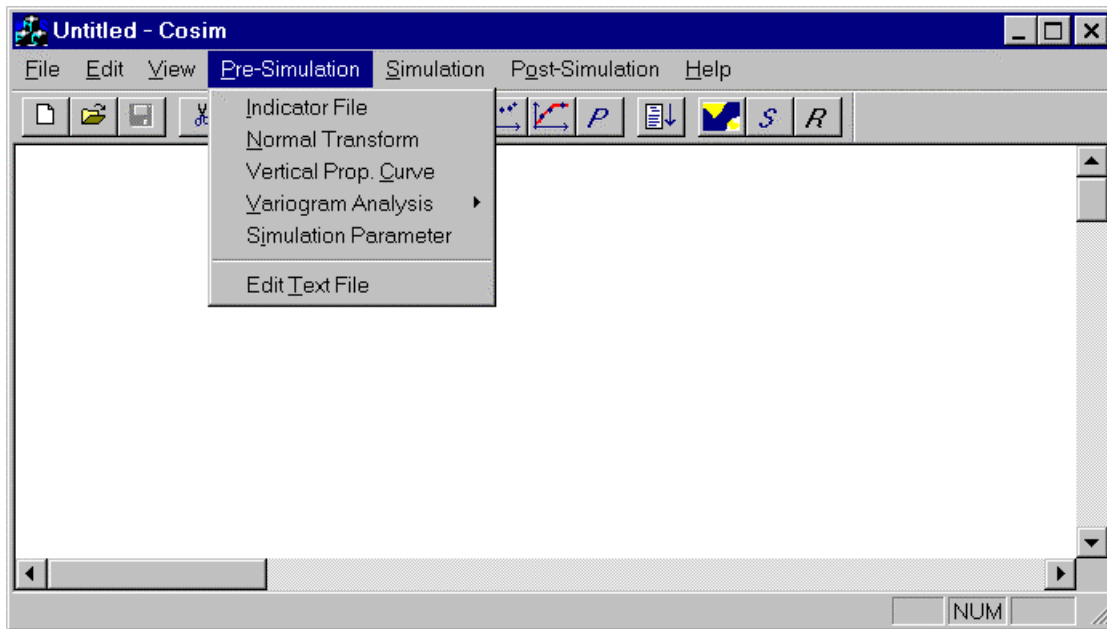 Untitled - Cosim
File Edit View Pre-Simulation Simulation Post-Simulation Help
P S R
Indicator File
Normal Transform
Vertical Prop. Curve
Variogram Analysis
Simulation Parameter
Edit Text File
NUM